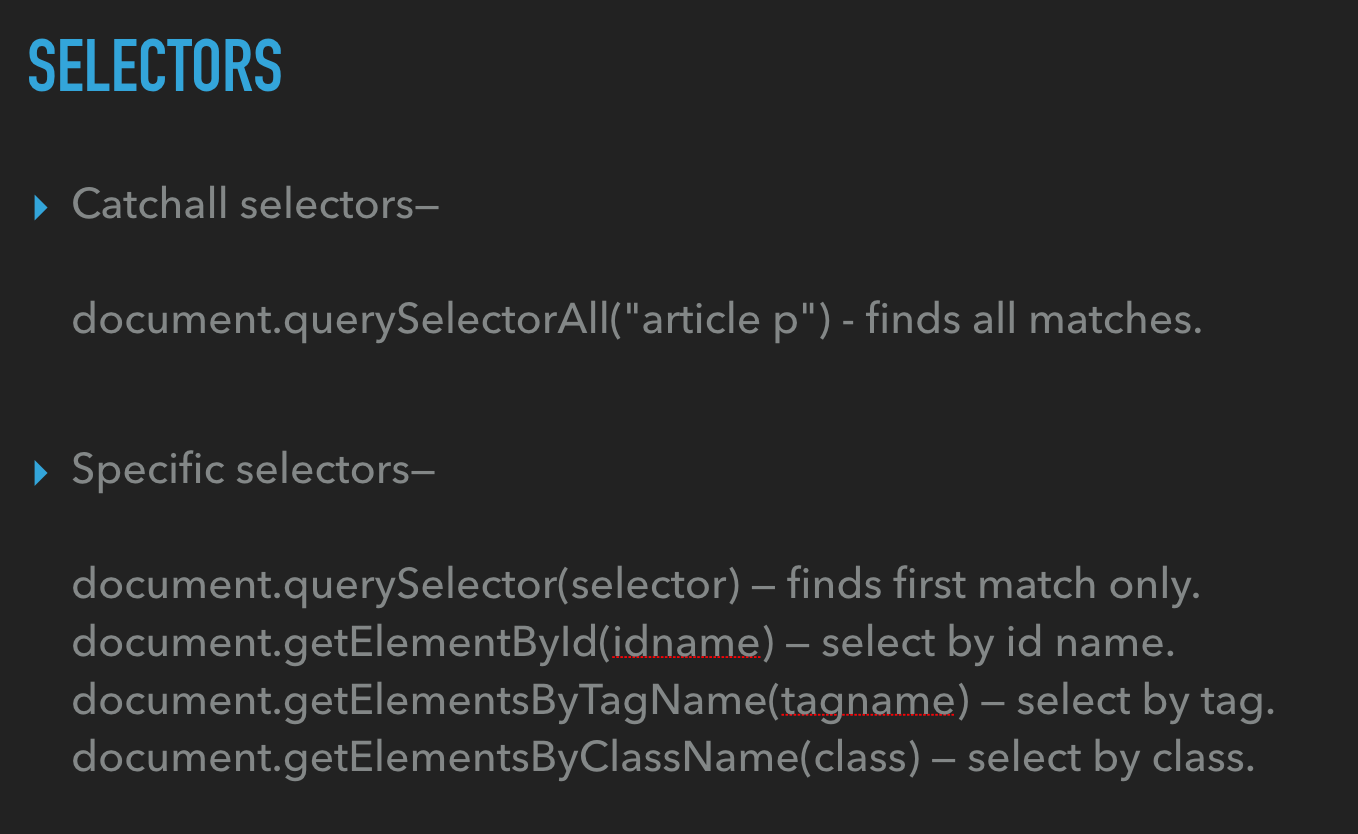 SELECTORS
Catchall selectors—
document.querySelectorAll("article p") - finds all matches.
Specific selectors—
document.querySelector(selector) — finds first match only.
document.getElementById(idname) — select by id name.
document.getElementsByTagName(tagname) — select by tag.
document.getElementsByClassName(class) — select by class.